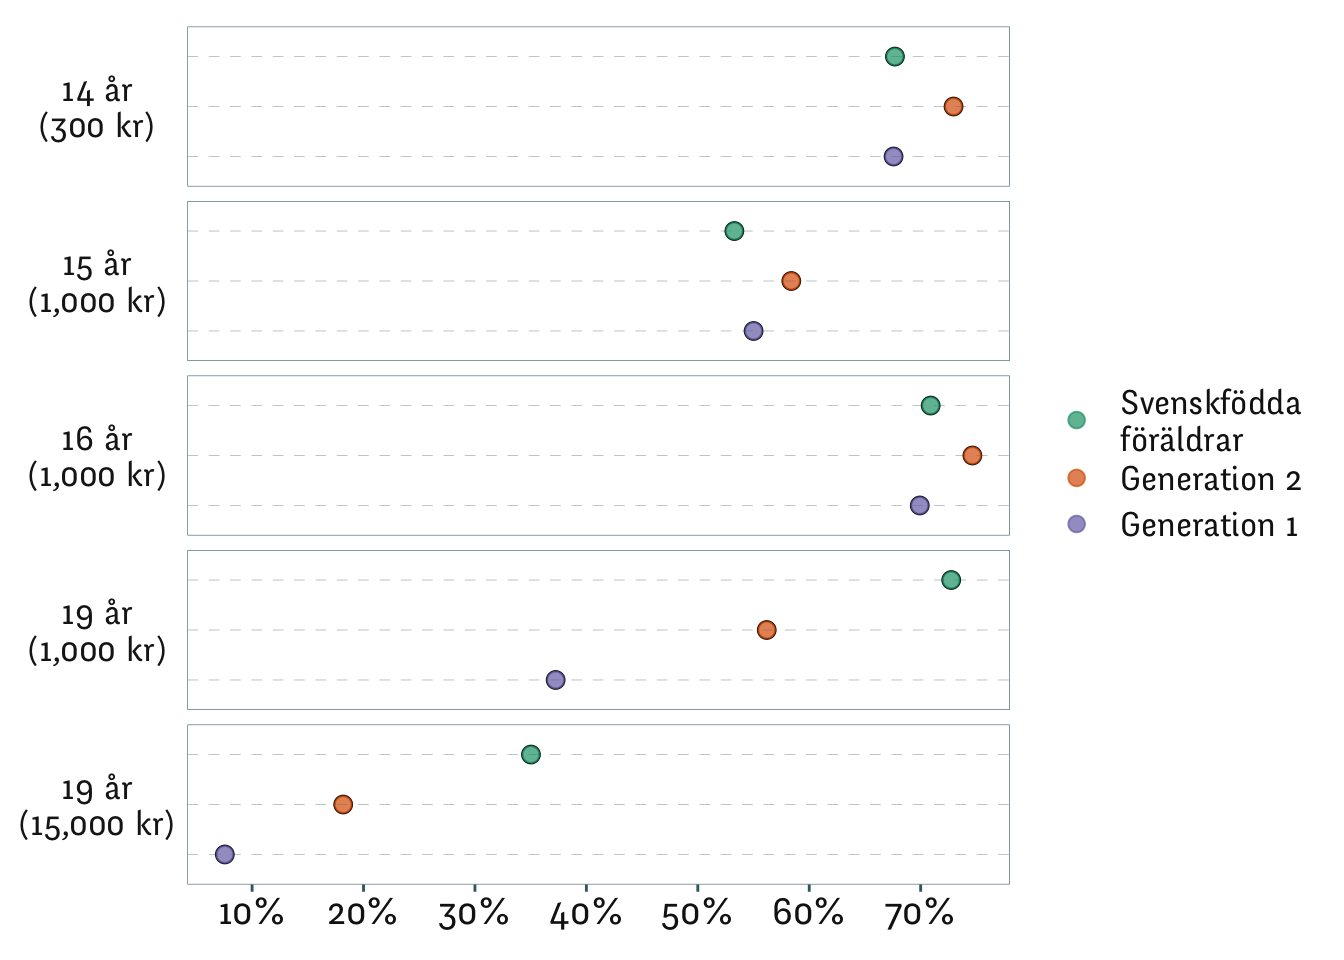 14 år
(300 kr)
15 år
(1,000 kr)
16 år
(1,000 kr)
19 år
(1,000 kr)
19 år
(15,000 kr)
10%
20%
30%
40%
50%
60%
70%
Svenskfödda
föräldrar
Generation 2
Generation 1